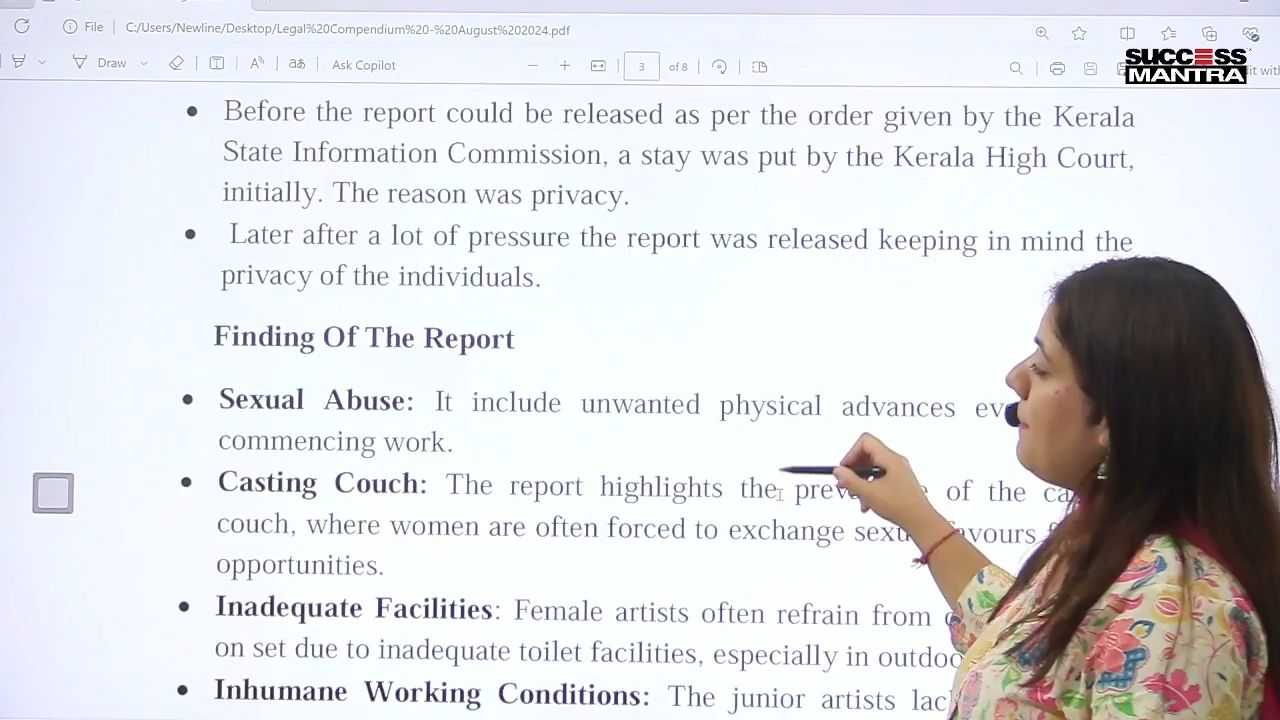 File
C:/Users/Newline/Desktop/Legal%20Compendium%20-%20August%202024.pdf
Draw
aあ
Ask Copilot
3
of 8
SUCCESS
MANTRA
it with
Before the report could be released as per the order given by the Kerala
State Information Commission, a stay was put by the Kerala High Court,
initially. The reason was privacy.
Later after a lot of pressure the report was released keeping in mind the
privacy of the individuals.
Finding Of The Report
Sexual Abuse: It include unwanted physical advances
commencing work.
Casting Couch: The report highlights the of the
couch, where women are often forced to exchange
opportunities.
Inadequate Facilities: Female artists often refrain from
on set due to inadequate toilet facilities, especially in
Inhumane Working Conditions: The junior artists